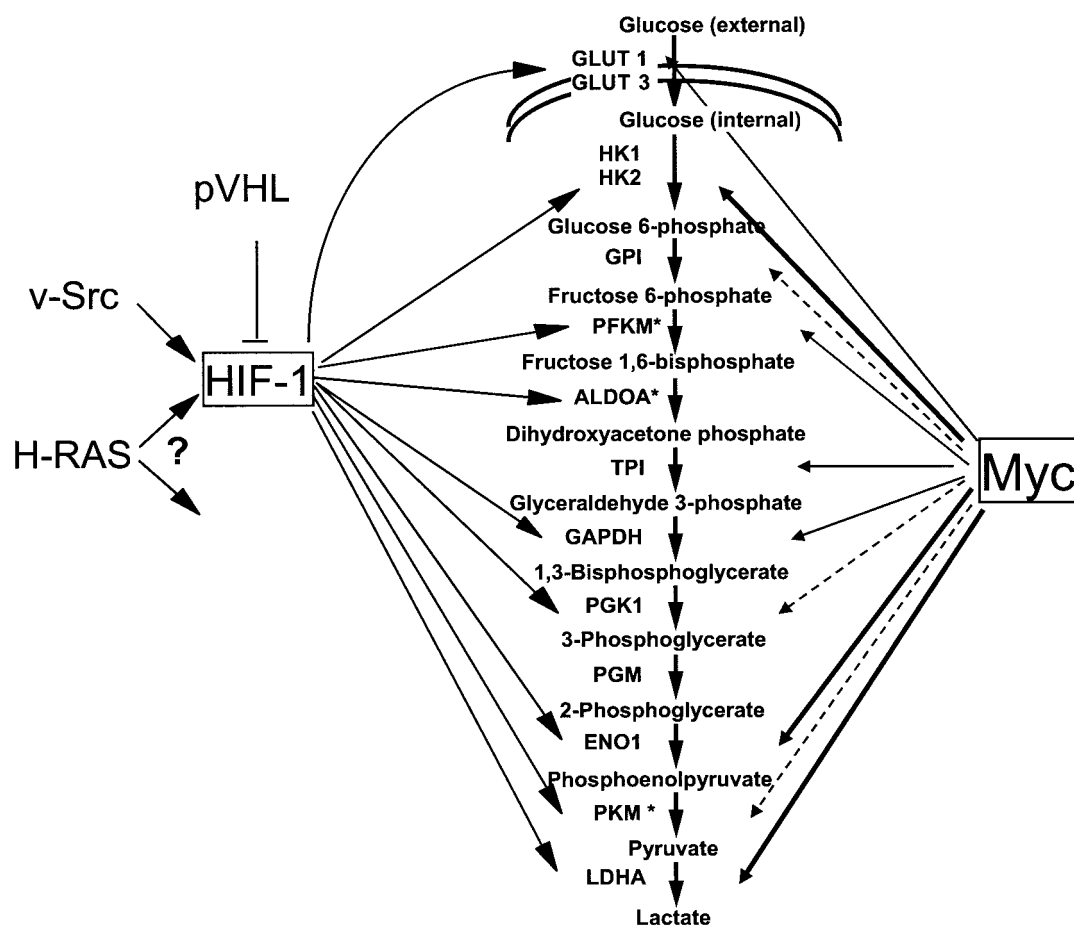 Glucose (external)
GLUT 1
GLUT 3
Glucose (internal)
HK1
HK2
pVHL
Glucose 6-phosphate
GPI
v-Src
Fructose 6-phosphate
PFKM*
Fructose 1,6-bisphosphate
HIF-1
ALDOA*
Dihydroxyacetone phosphate
H-RAS
?
TPI
Myc
Glyceraldehyde 3-phosphate
GAPDH
1,3-Bisphosphoglycerate
PGK1
3-Phosphoglycerate
PGM
2-Phosphoglycerate
ENO1
Phosphoenolpyruvate
PKM *
Pyruvate
LDHA
Lactate